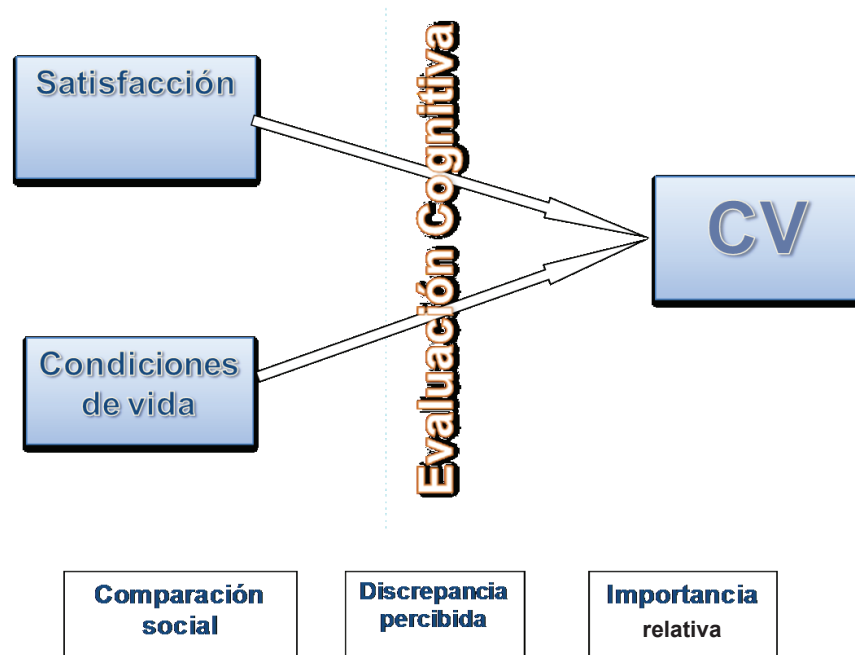 Satisfacción
Evaluación Cognitiva
CV
Condiciones
de vida
Comparación
social
Discrepancia
percibida
Importancia
relativa